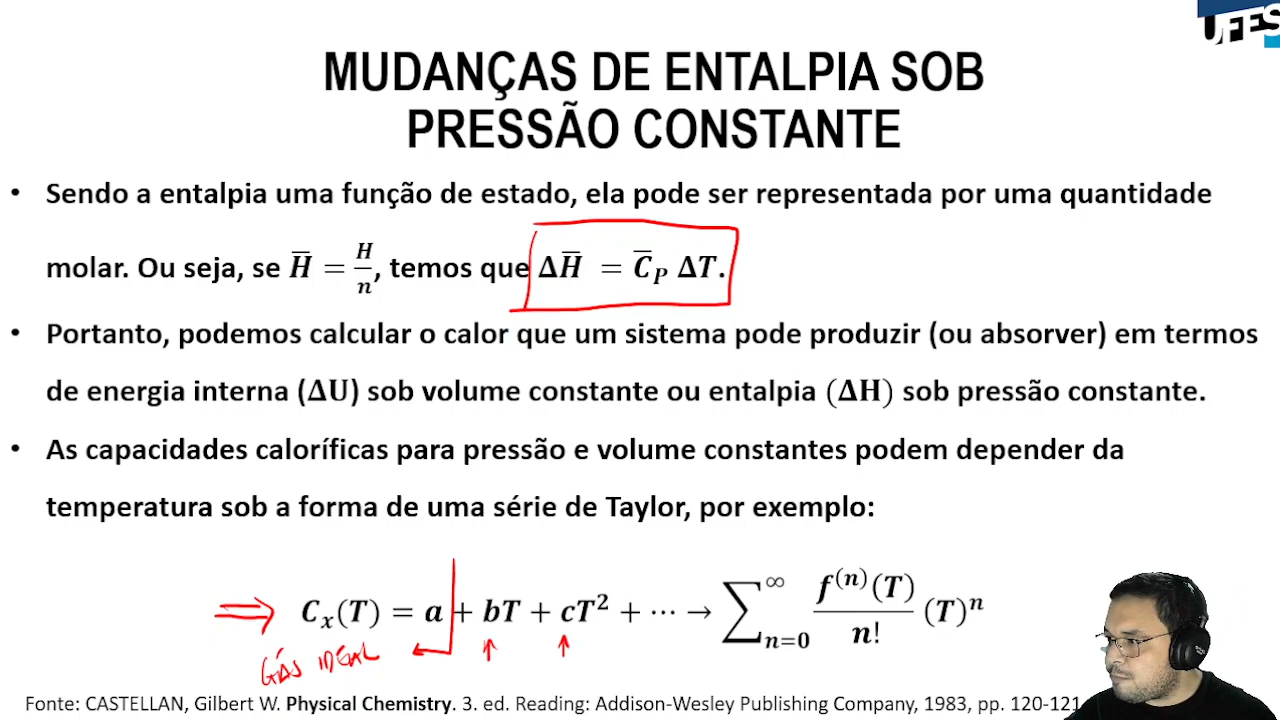 UFES
MUDANÇAS DE ENTALPIA SOB
PRESSÃO CONSTANTE
• Sendo a entalpia uma função de estado, ela pode ser representada por uma quantidade
molar. Ou seja, se H̅ = H/n, temos que ΔH̅ = C̅_P ΔT.
• Portanto, podemos calcular o calor que um sistema pode produzir (ou absorver) em termos
de energia interna (ΔU) sob volume constante ou entalpia (ΔH) sob pressão constante.
• As capacidades caloríficas para pressão e volume constantes podem depender da
temperatura sob a forma de uma série de Taylor, por exemplo:
⇒ C_x(T) = a + bT + cT² + ⋯ → ∑_{n=0}^{∞} f⁽ⁿ⁾(T)/n! (T)ⁿ
GÁS IDEAL
Fonte: CASTELLAN, Gilbert W. Physical Chemistry. 3. ed. Reading: Addison-Wesley Publishing Company, 1983, pp. 120-121